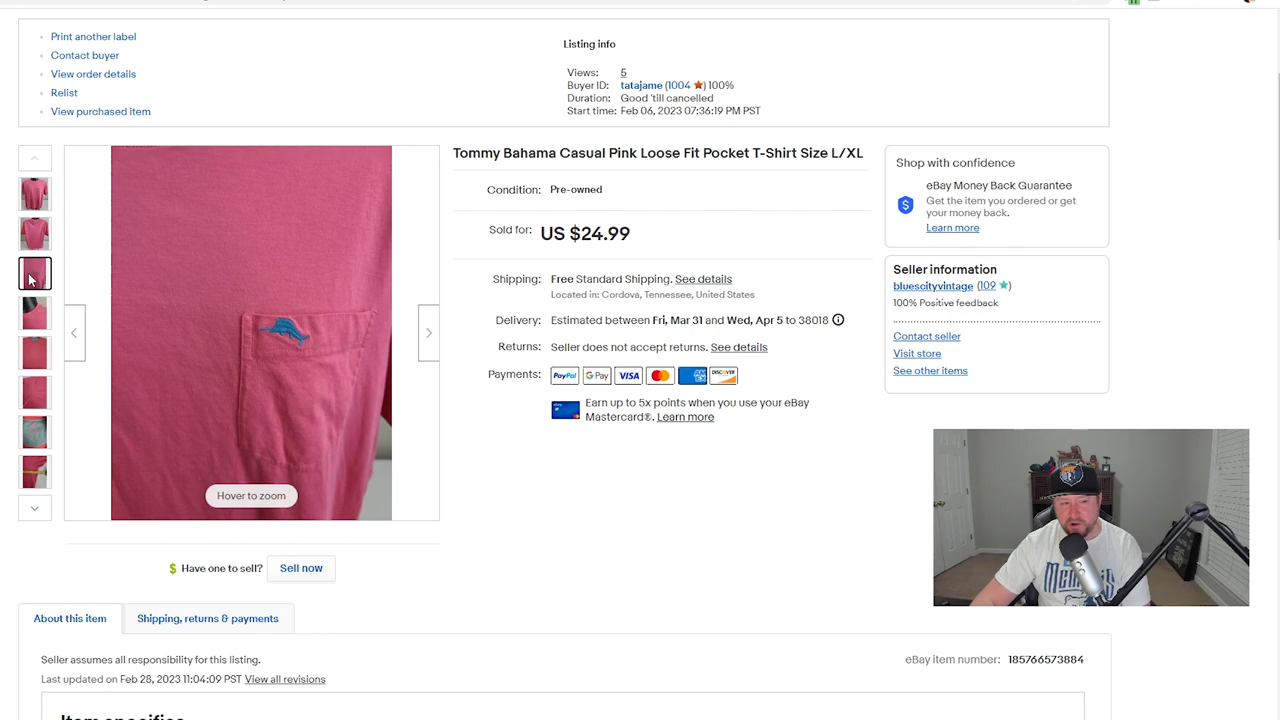 Print another label
Contact buyer
View order details
Relist
View purchased item
Listing info
Views: 5
Buyer ID: tatajame (1004 ) 100%
Duration: Good 'till cancelled
Start time: Feb 06, 2023 07:36:19 PM PST
Hover to zoom
Have one to sell? Sell now
Tommy Bahama Casual Pink Loose Fit Pocket T-Shirt Size L/XL
Condition: Pre-owned
Sold for: US $24.99
Shipping: Free Standard Shipping. See details
Located in: Cordova, Tennessee, United States
Delivery: Estimated between Fri, Mar 31 and Wed, Apr 5 to 38018
Returns: Seller does not accept returns. See details
Payments: PayPal G Pay VISA DISCOVER
Earn up to 5x points when you use your eBay
Mastercard®. Learn more
Shop with confidence
eBay Money Back Guarantee
Get the item you ordered or get
your money back.
Learn more
Seller information
bluescityvintage (109 )
100% Positive feedback
Contact seller
Visit store
See other items
MEMPHIS
About this item
Shipping, returns & payments
Seller assumes all responsibility for this listing.
Last updated on Feb 28, 2023 11:04:09 PST View all revisions
eBay item number: 185766573884
Item specifics